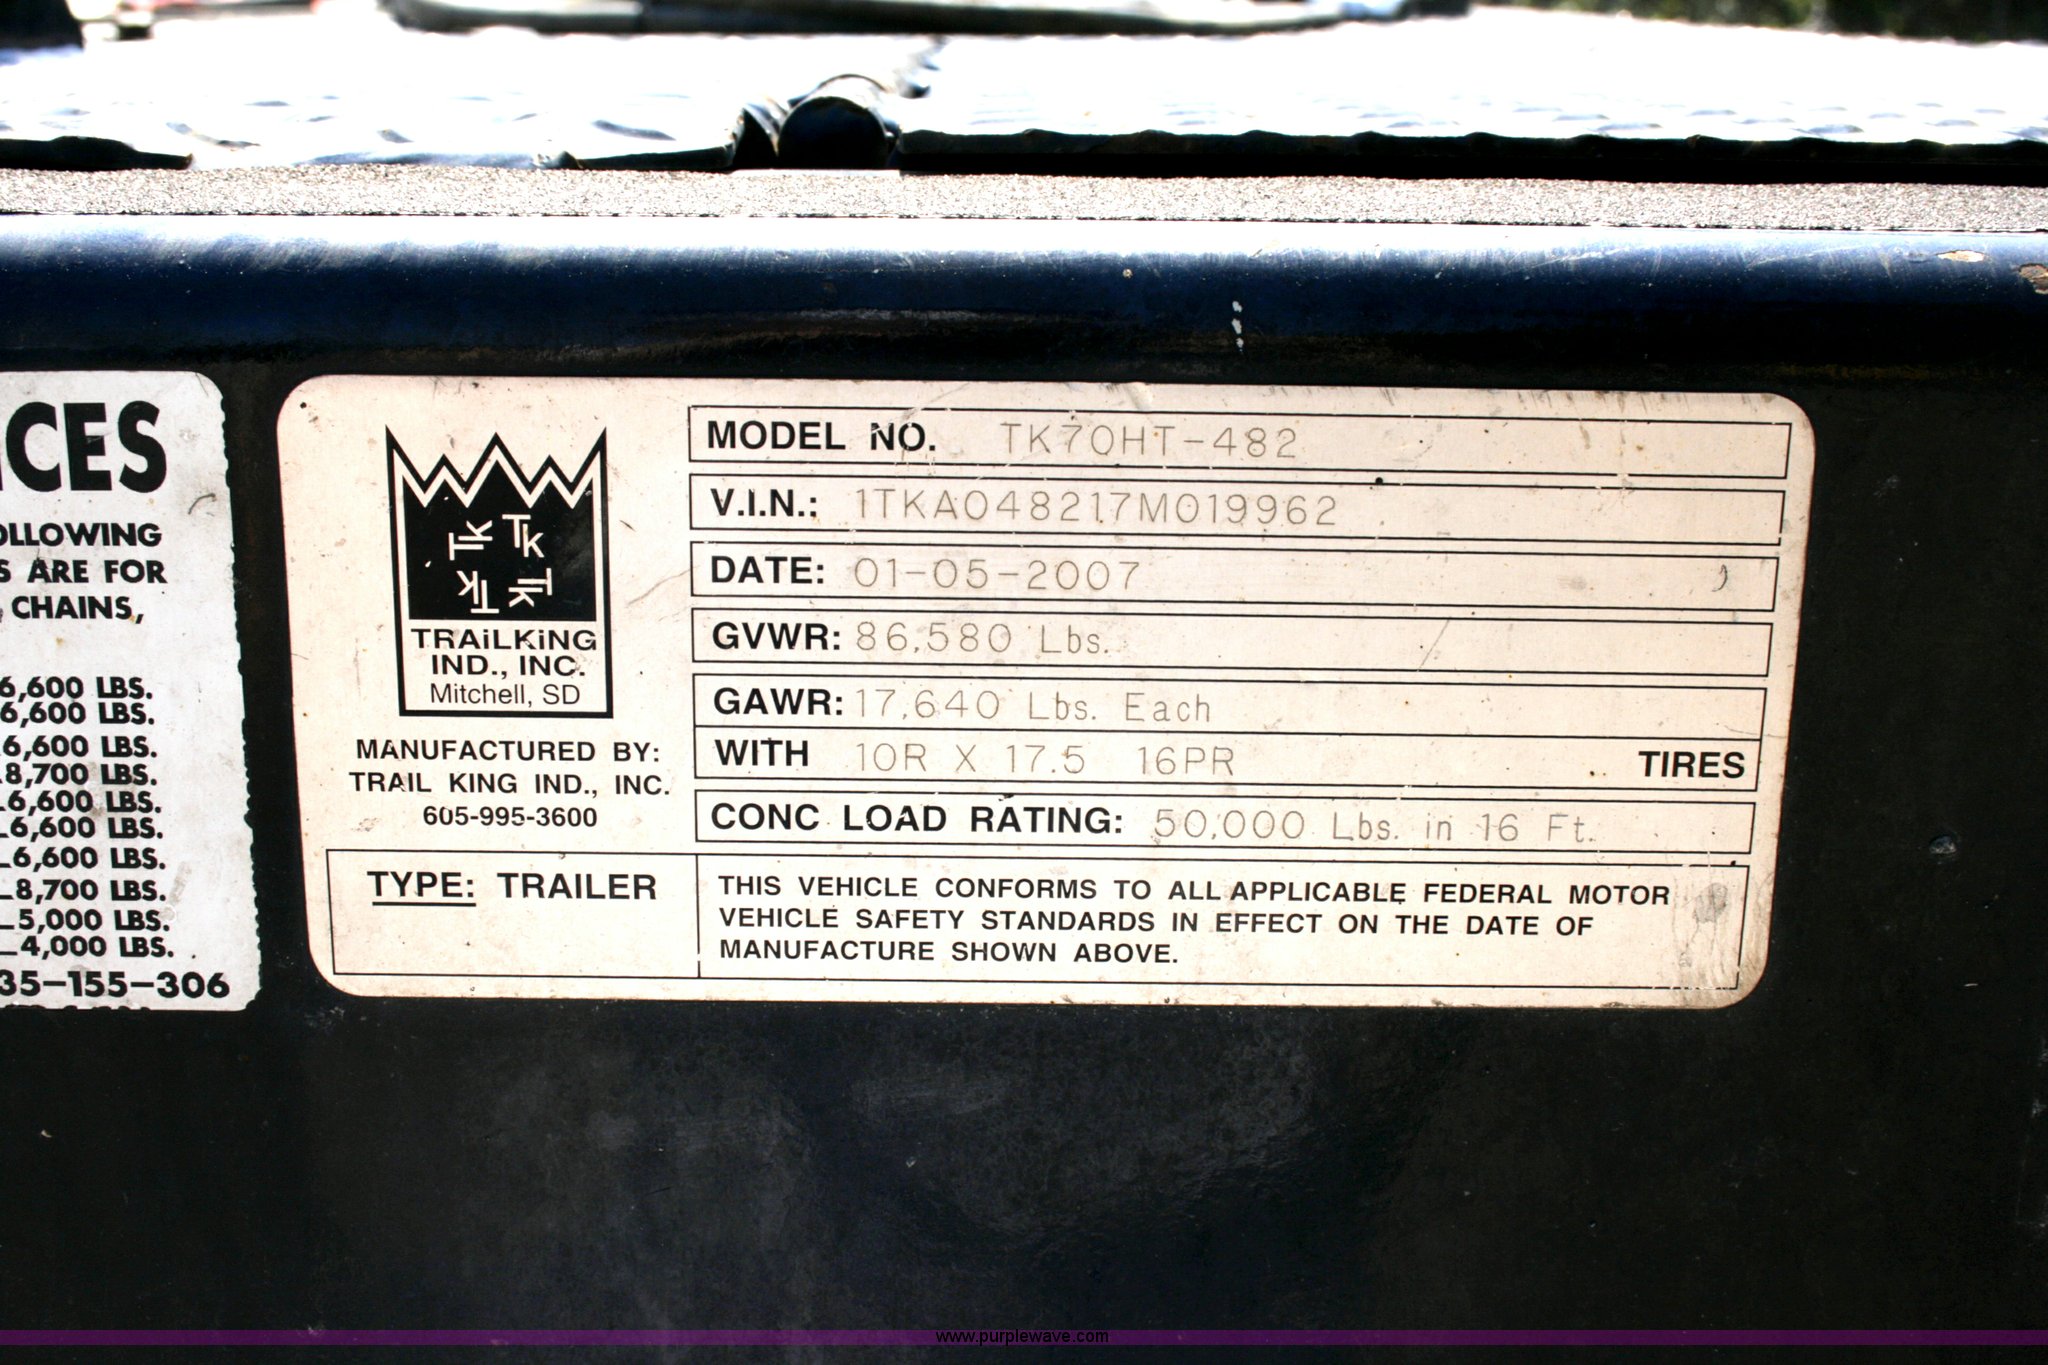 CES
OLLOWING
S ARE FOR
, CHAINS,
6,600 LBS.
6,600 LBS.
6,600 LBS.
8,700 LBS.
6,600 LBS.
6,600 LBS.
6,600 LBS.
8,700 LBS.
5,000 LBS.
4,000 LBS.
35-155-306
TK TK TK TK
TRAiLKiNG
IND., INC.
Mitchell, SD
MANUFACTURED BY:
TRAIL KING IND., INC.
605-995-3600
TYPE: TRAILER
MODEL NO. TK70HT-482
V.I.N.: 1TKA048217M019962
DATE: 01-05-2007
GVWR: 86,580 Lbs.
GAWR: 17,640 Lbs. Each
WITH 10R X 17.5 16PR TIRES
CONC LOAD RATING: 50,000 Lbs. in 16 Ft.
THIS VEHICLE CONFORMS TO ALL APPLICABLE FEDERAL MOTOR
VEHICLE SAFETY STANDARDS IN EFFECT ON THE DATE OF
MANUFACTURE SHOWN ABOVE.
www.purplewave.com